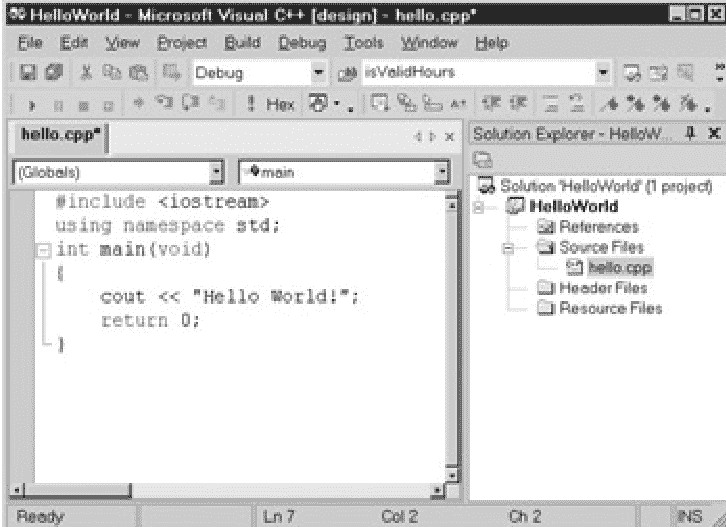 HelloWorld - Microsoft Visual C++ [design] - hello.cpp*
File Edit View Project Build Debug Tools Window Help
Debug isValidHours
Hex
hello.cpp*
Solution Explorer - HelloW...
(Globals) main
#include <iostream>
using namespace std;
int main(void)
{
cout << "Hello World!";
return 0;
}
Solution 'HelloWorld' (1 project)
HelloWorld
References
Source Files
hello.cpp
Header Files
Resource Files
Ready Ln 7 Col 2 Ch 2 INS